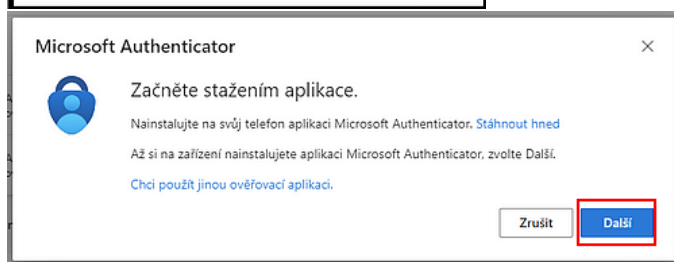 Microsoft Authenticator
Začněte stažením aplikace.
Nainstalujte na svůj telefon aplikaci Microsoft Authenticator. Stáhnout hned
Až si na zařízení nainstalujete aplikaci Microsoft Authenticator, zvolte Další.
Chci použít jinou ověřovací aplikaci.
Zrušit Další